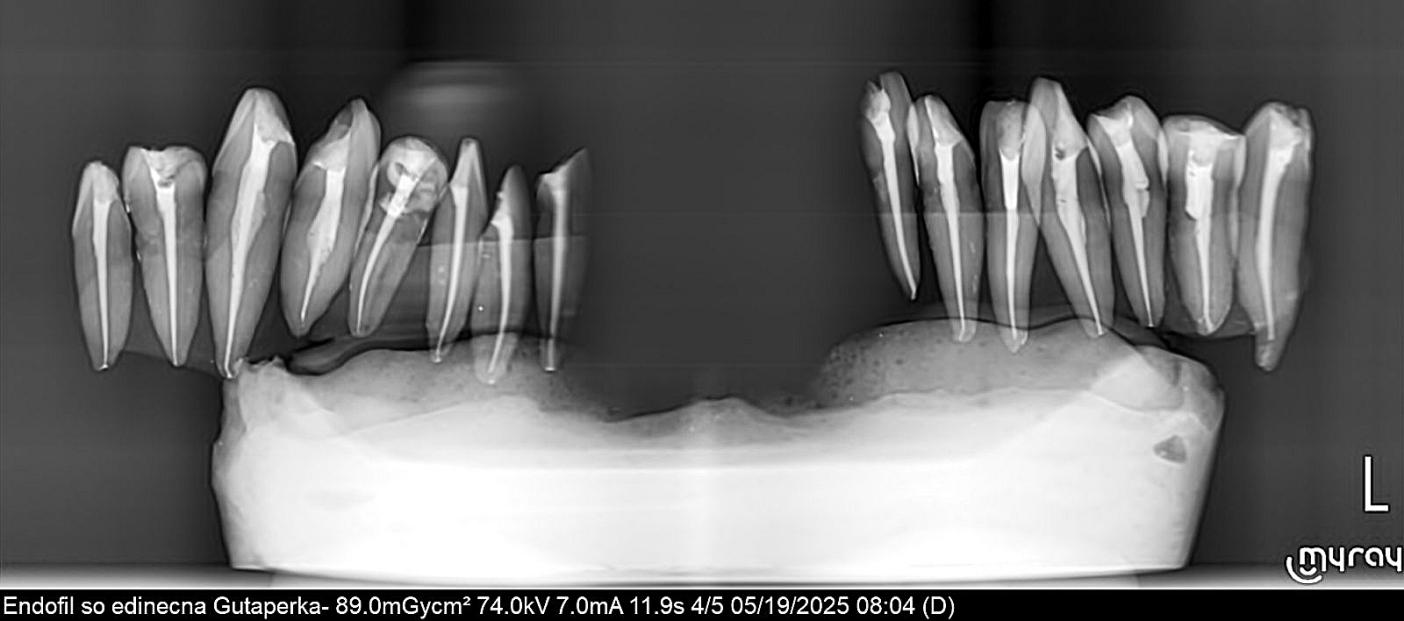 L
myray
Endofil so edinecna Gutaperka- 89.0mGycm² 74.0kV 7.0mA 11.9s 4/5 05/19/2025 08:04 (D)